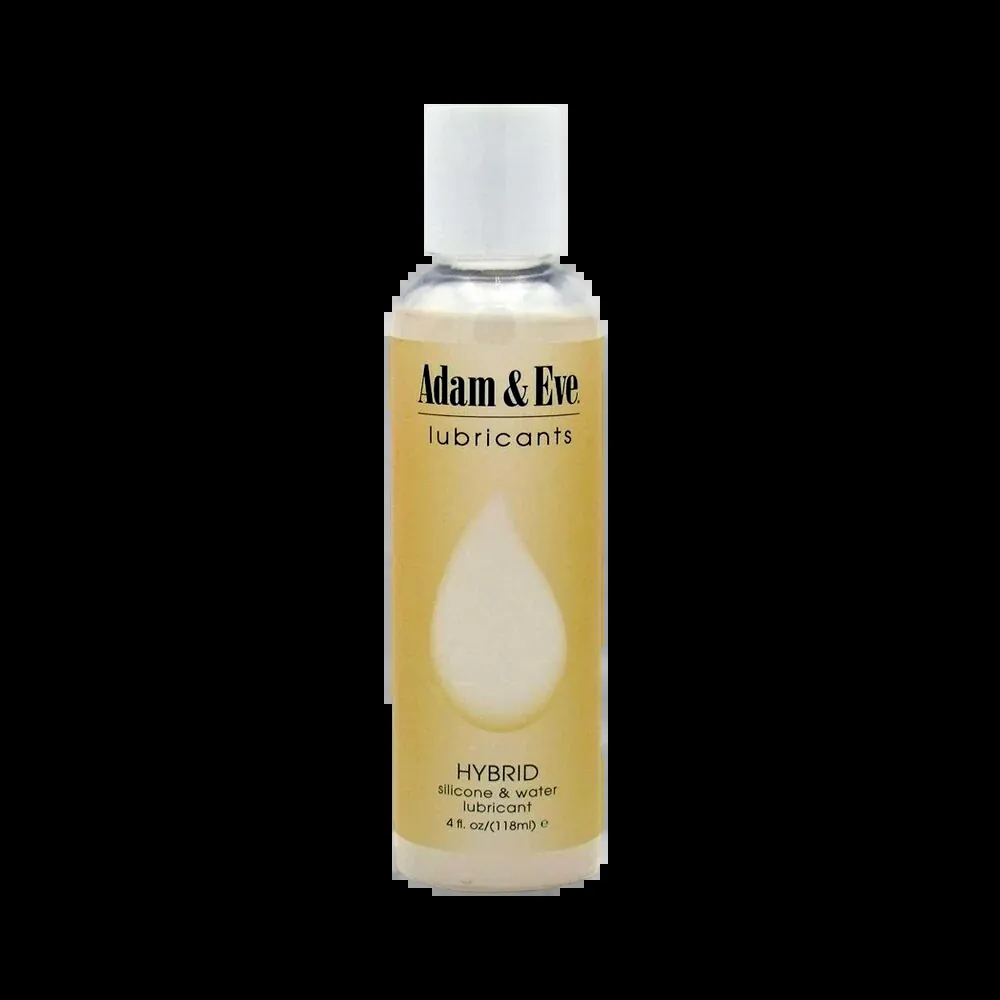 Adam & Eve.
lubricants
HYBRID
silicone & water
lubricant
4 fl. oz/(118ml) ℮